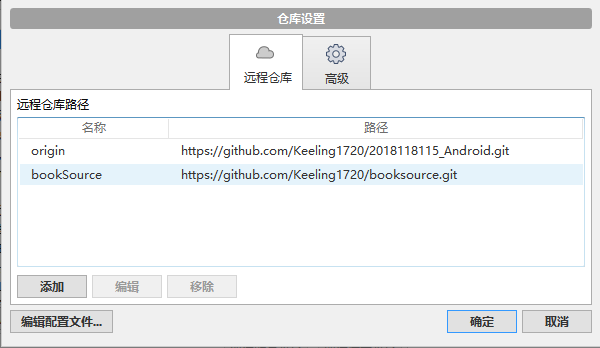 仓库设置
远程仓库
高级
远程仓库路径
名称
路径
origin
https://github.com/Keeling1720/2018118115_Android.git
bookSource
https://github.com/Keeling1720/booksource.git
添加
编辑
移除
编辑配置文件...
确定
取消